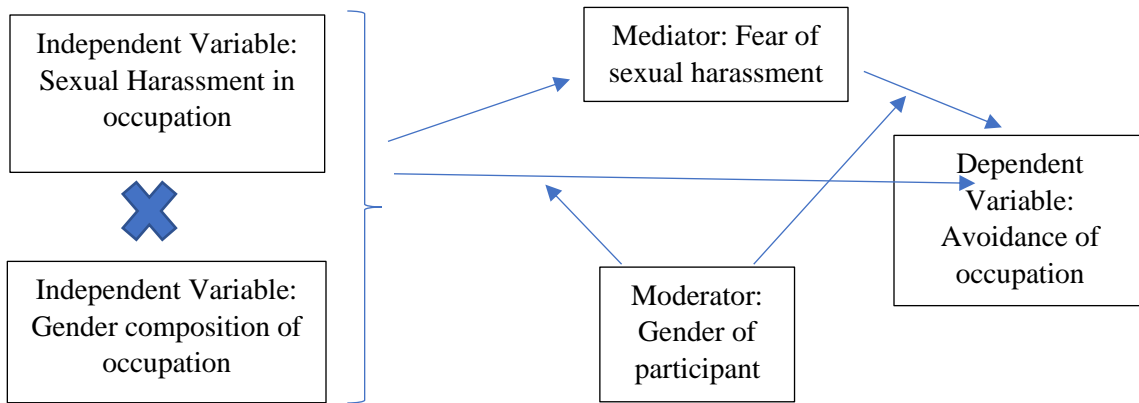 Independent Variable:
Sexual Harassment in
occupation
Independent Variable:
Gender composition of
occupation
Mediator: Fear of
sexual harassment
Moderator:
Gender of
participant
Dependent
Variable:
Avoidance of
occupation